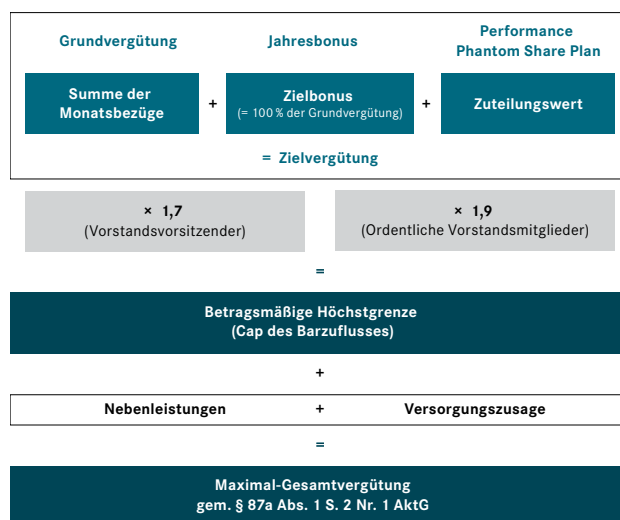 Grundvergütung
Jahresbonus
Performance
Phantom Share Plan
Summe der
Monatsbezüge
+
Zielbonus
(= 100 % der Grundvergütung)
+
Zuteilungswert
= Zielvergütung
× 1,7
(Vorstandsvorsitzender)
× 1,9
(Ordentliche Vorstandsmitglieder)
=
Betragsmäßige Höchstgrenze
(Cap des Barzuflusses)
+
Nebenleistungen + Versorgungszusage
=
Maximal-Gesamtvergütung
gem. § 87a Abs. 1 S. 2 Nr. 1 AktG